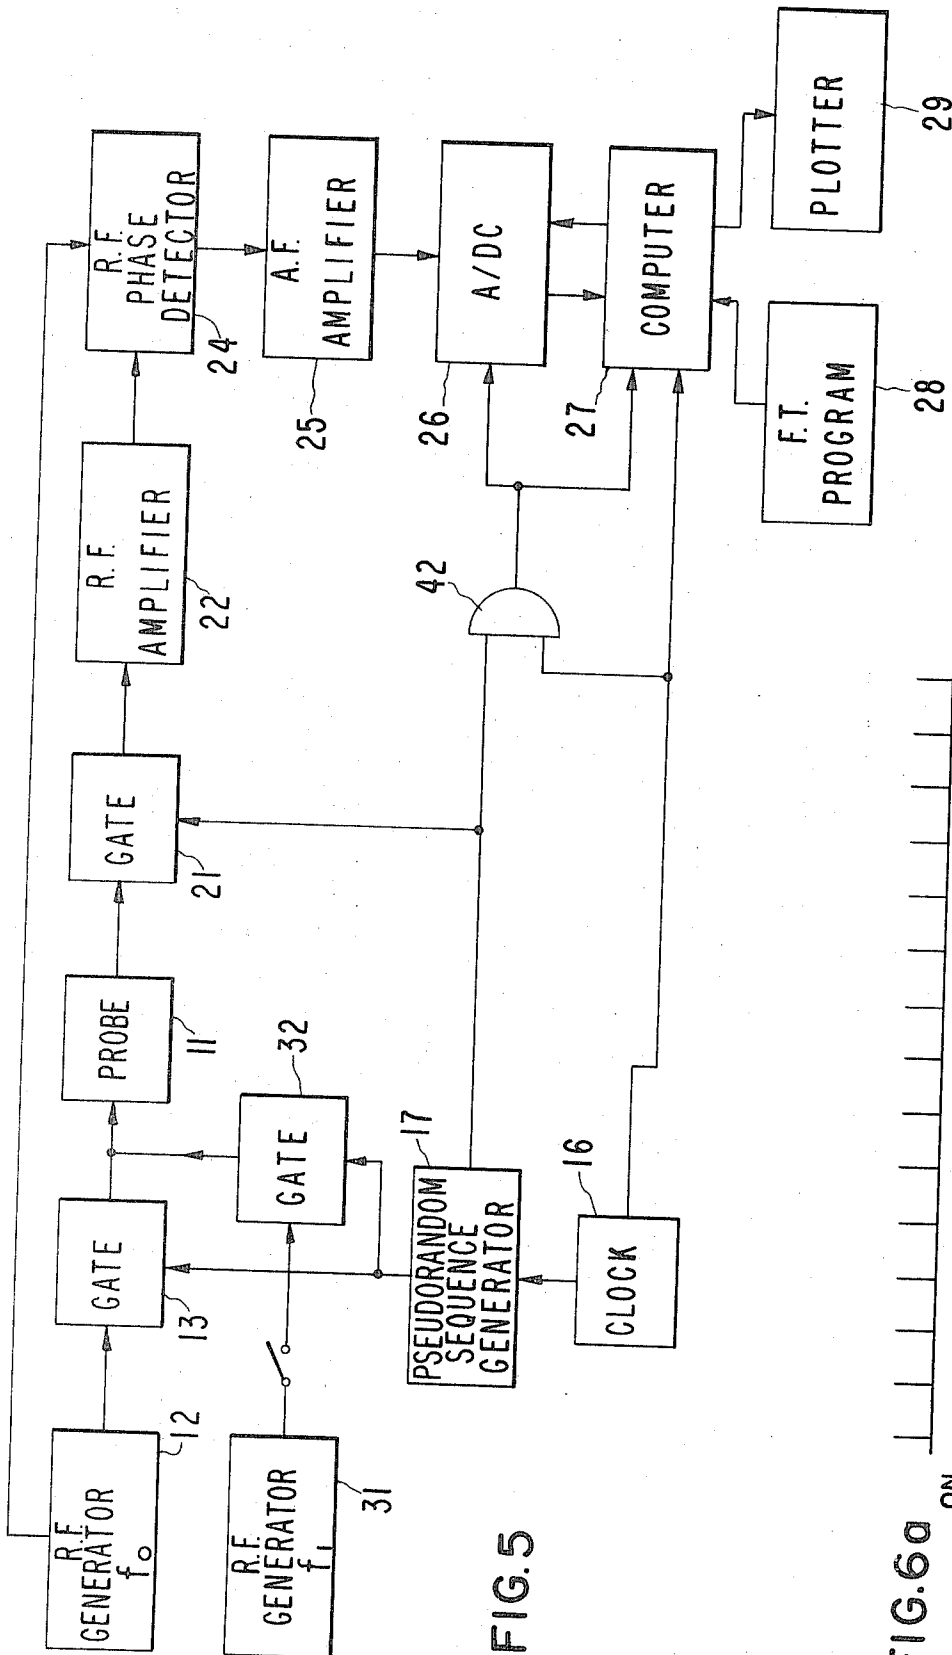 R.F.
GENERATOR
f0
12
GATE
13
PROBE
11
GATE
21
R.F.
AMPLIFIER
22
R.F.
PHASE
DETECTOR
24
R.F.
GENERATOR
f1
31
GATE
32
A.F.
AMPLIFIER
25
PSEUDORANDOM
SEQUENCE
GENERATOR
17
42
A/DC
26
CLOCK
16
COMPUTER
27
F.T.
PROGRAM
28
PLOTTER
29
FIG.5
FIG.6a
ON